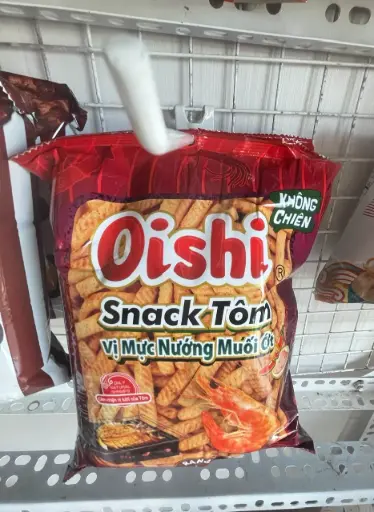 KHÔNG
CHIÊN
Oishi
®
Snack Tôm
Vị Mực Nướng Muối Ớt